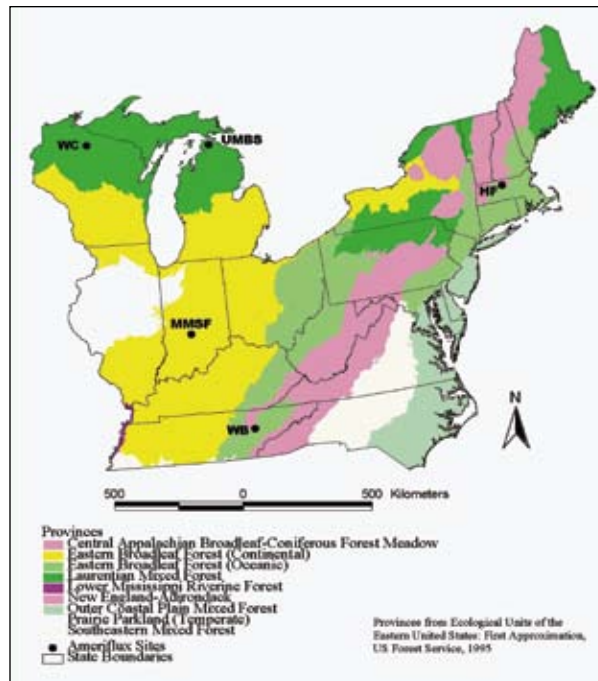 WC
UMBS
HF
MMSF
WB
N
500 0 500 Kilometers
Provinces
Central Appalachian Broadleaf-Coniferous Forest Meadow
Eastern Broadleaf Forest (Continental)
Eastern Broadleaf Forest (Oceanic)
Laurentian Mixed Forest
Lower Mississippi Riverine Forest
New England-Adirondack
Outer Coastal Plain Mixed Forest
Prairie Parkland (Temperate)
Southeastern Mixed Forest
Ameriflux Sites
State Boundaries
Provinces from Ecological Units of the
Eastern United States: First Approximation,
US Forest Service, 1995